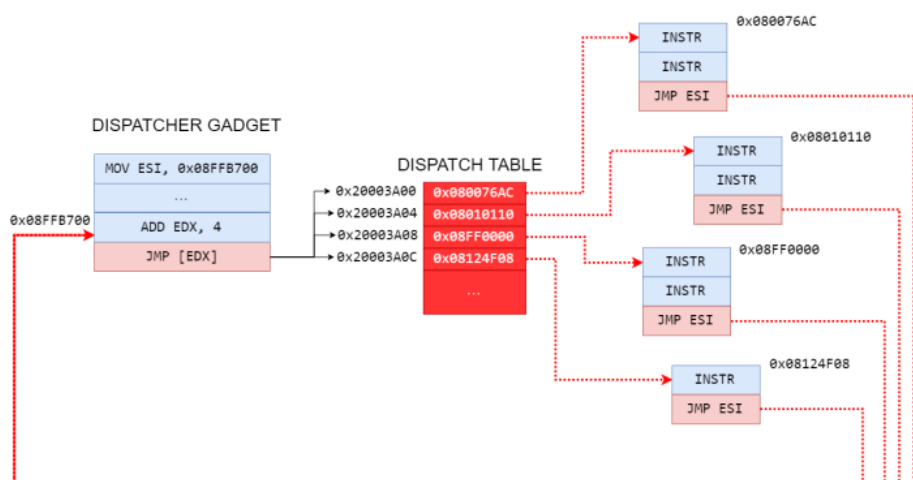 DISPATCHER GADGET
MOV ESI, 0x08FFB700
...
ADD EDX, 4
JMP [EDX]
0x08FFB700
DISPATCH TABLE
0x20003A00
0x20003A04
0x20003A08
0x20003A0C
0x080076AC
0x08010110
0x08FF0000
0x08124F08
...
0x080076AC
INSTR
INSTR
JMP ESI
0x08010110
INSTR
INSTR
JMP ESI
0x08FF0000
INSTR
INSTR
JMP ESI
0x08124F08
INSTR
JMP ESI